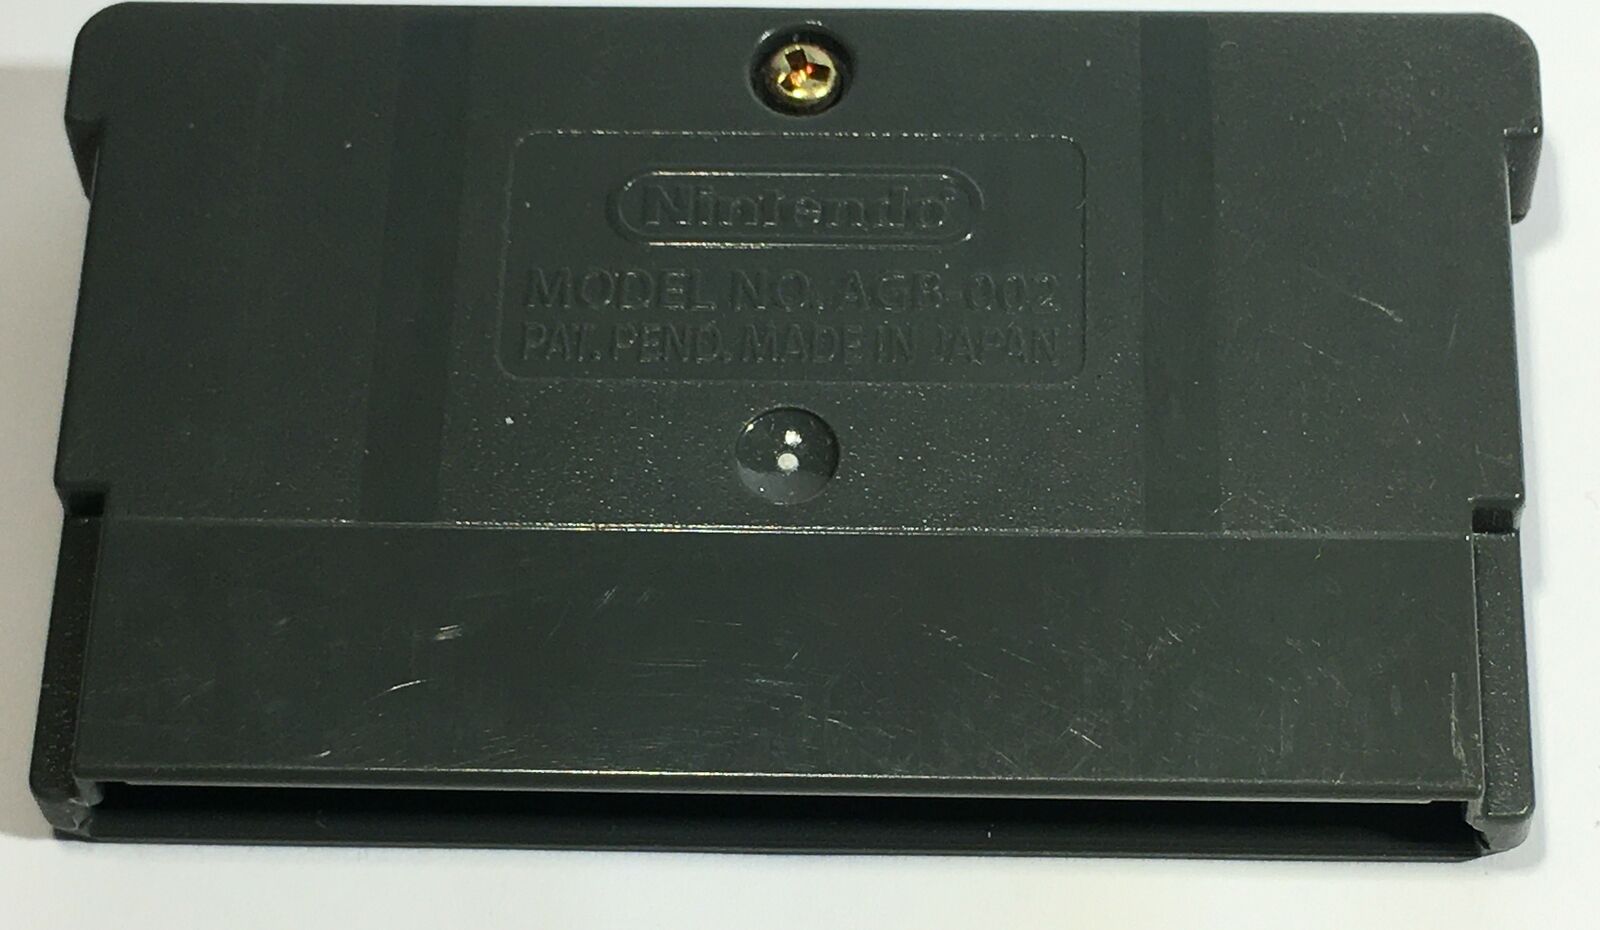 Nintendo
MODEL NO. AGB-002
PAT. PEND. MADE IN JAPAN